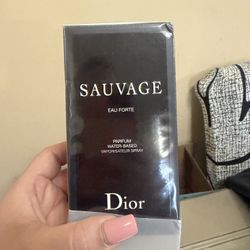 SAUVAGE
EAU FORTE
PARFUM
WATER-BASED
VAPORISATEUR SPRAY
Dior